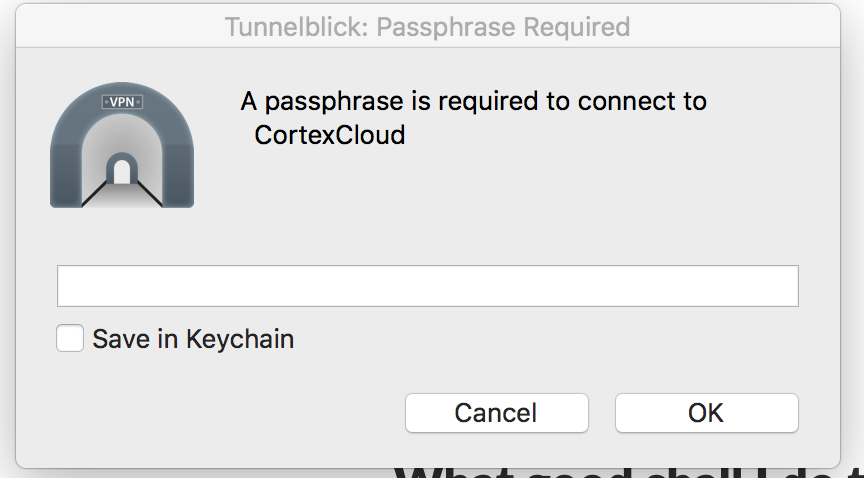 Tunnelblick: Passphrase Required
VPN
A passphrase is required to connect to
CortexCloud
Save in Keychain
Cancel
OK
What good shall I do t